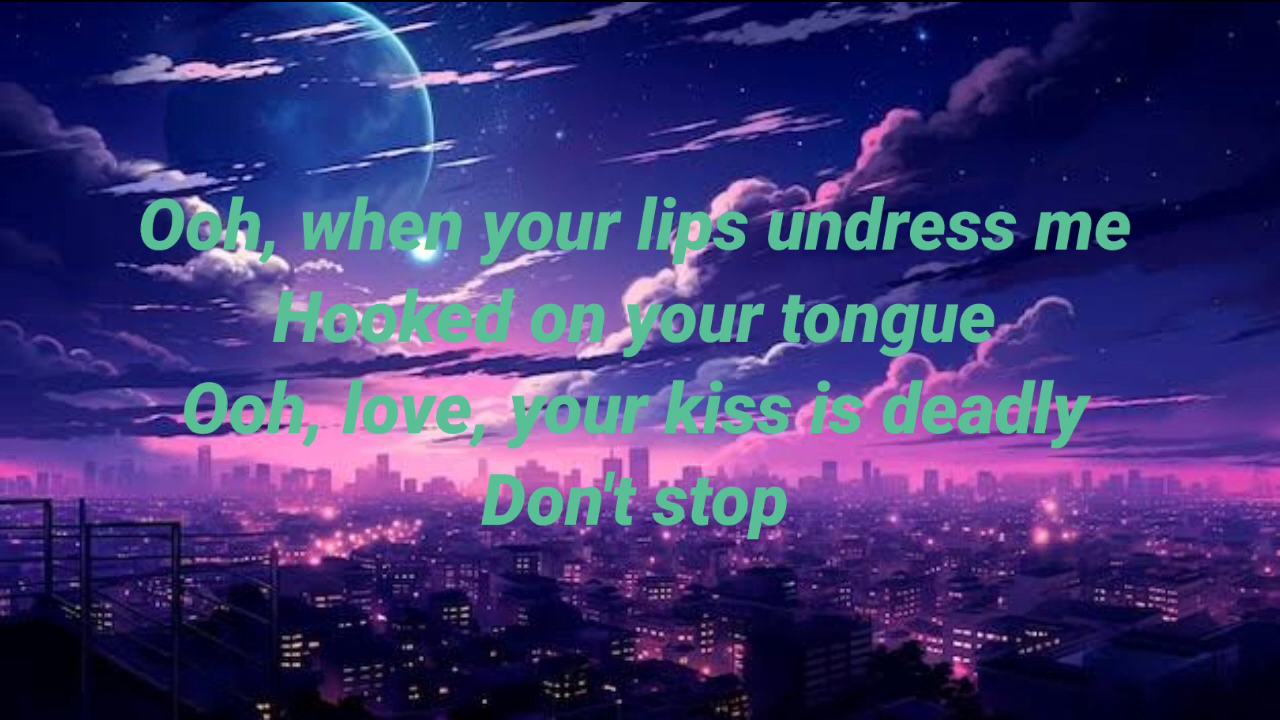 Ooh, when your lips undress me
Hooked on your tongue
Ooh, love, your kiss is deadly
Don't stop